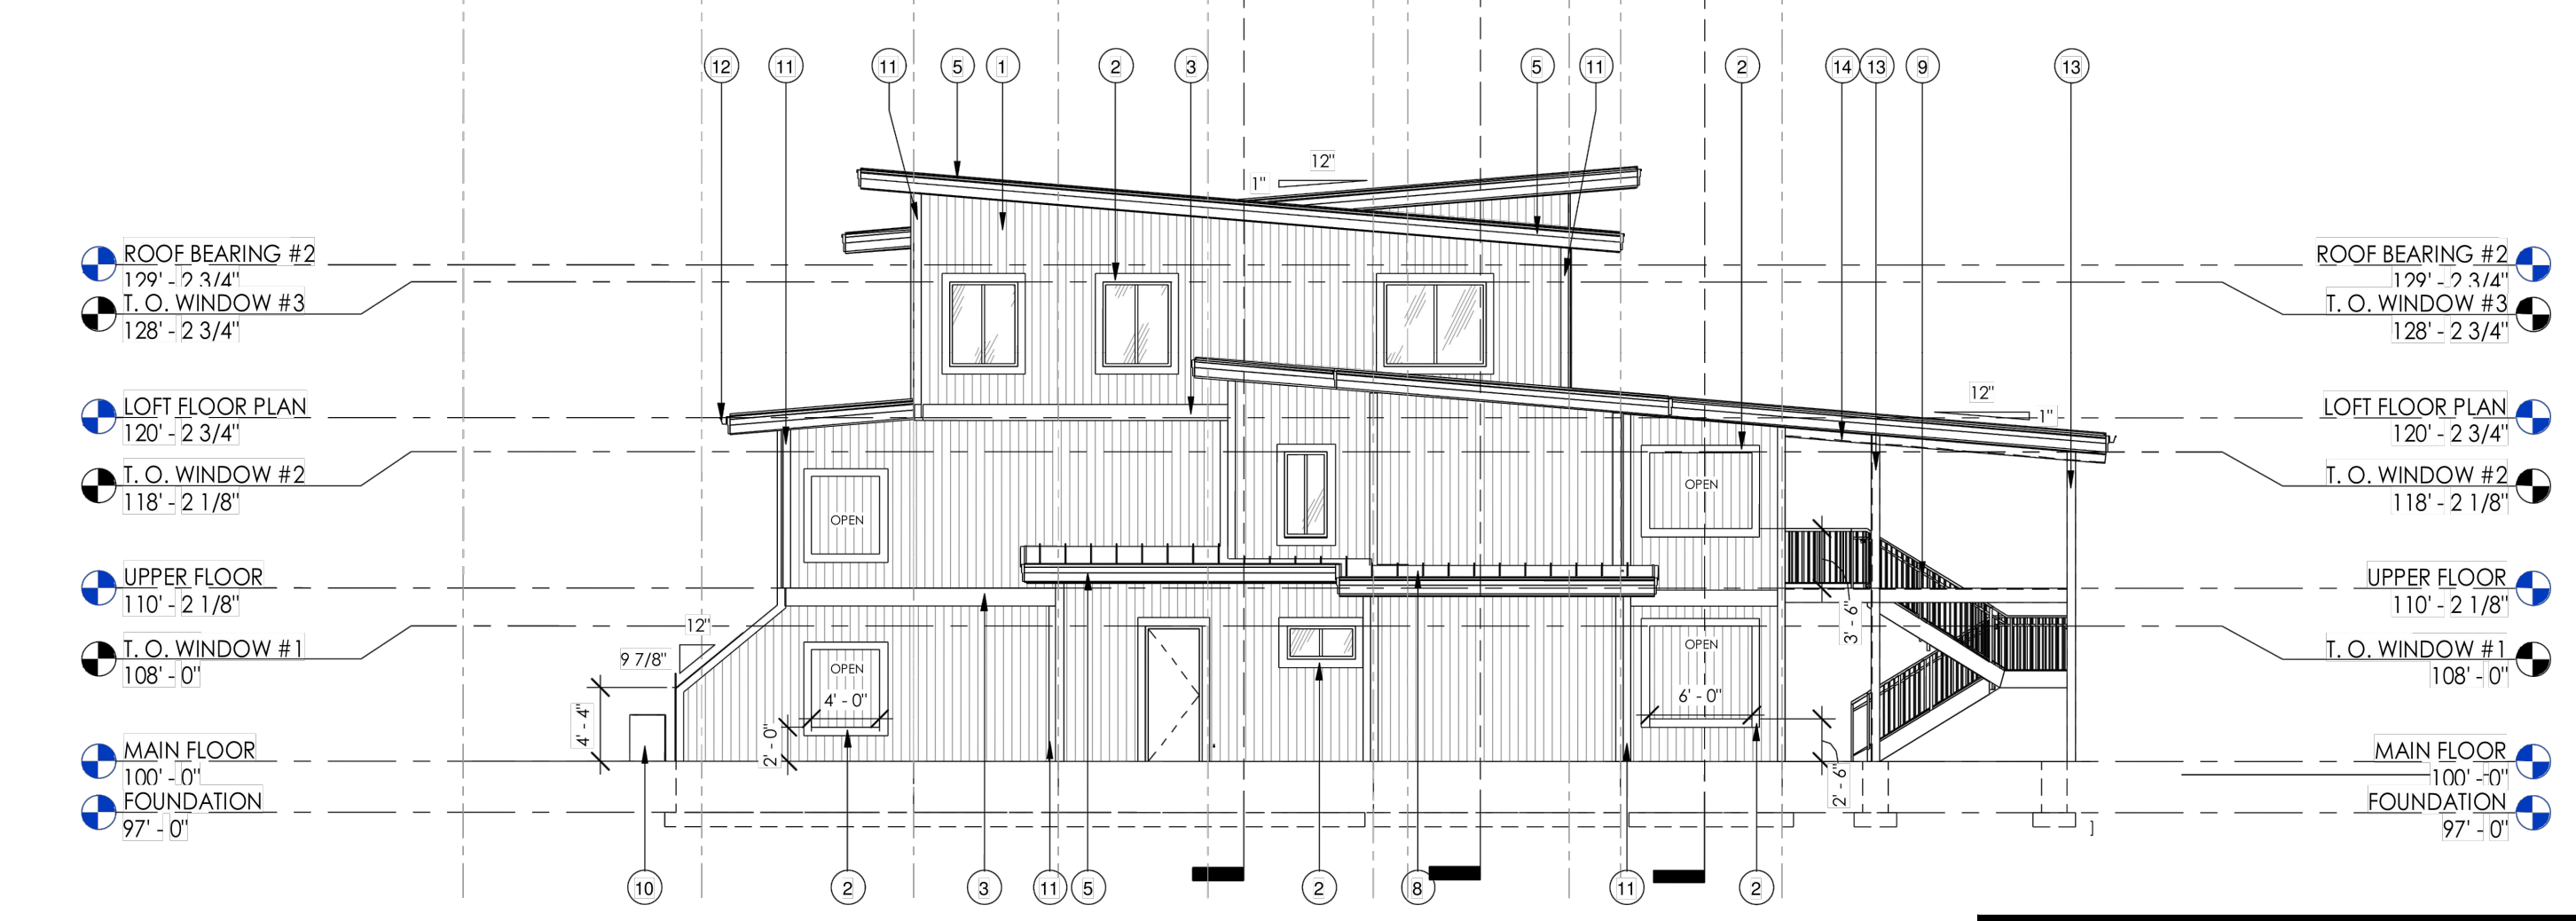 12 11 11 5 1 2 3 5 11 2 14 13 9 13
12"
1"
ROOF BEARING #2
129' - 2 3/4"
T. O. WINDOW #3
128' - 2 3/4"
ROOF BEARING #2
129' - 2 3/4"
T. O. WINDOW #3
128' - 2 3/4"
12"
1"
LOFT FLOOR PLAN
120' - 2 3/4"
T. O. WINDOW #2
118' - 2 1/8"
LOFT FLOOR PLAN
120' - 2 3/4"
T. O. WINDOW #2
118' - 2 1/8"
OPEN
OPEN
UPPER FLOOR
110' - 2 1/8"
T. O. WINDOW #1
108' - 0"
UPPER FLOOR
110' - 2 1/8"
T. O. WINDOW #1
108' - 0"
12"
9 7/8"
3' - 6"
OPEN
4' - 0"
OPEN
6' - 0"
4' - 4"
2' - 0"
2' - 6"
MAIN FLOOR
100' - 0"
FOUNDATION
97' - 0"
MAIN FLOOR
100' - 0"
FOUNDATION
97' - 0"
10 2 3 11 5 2 8 11 2